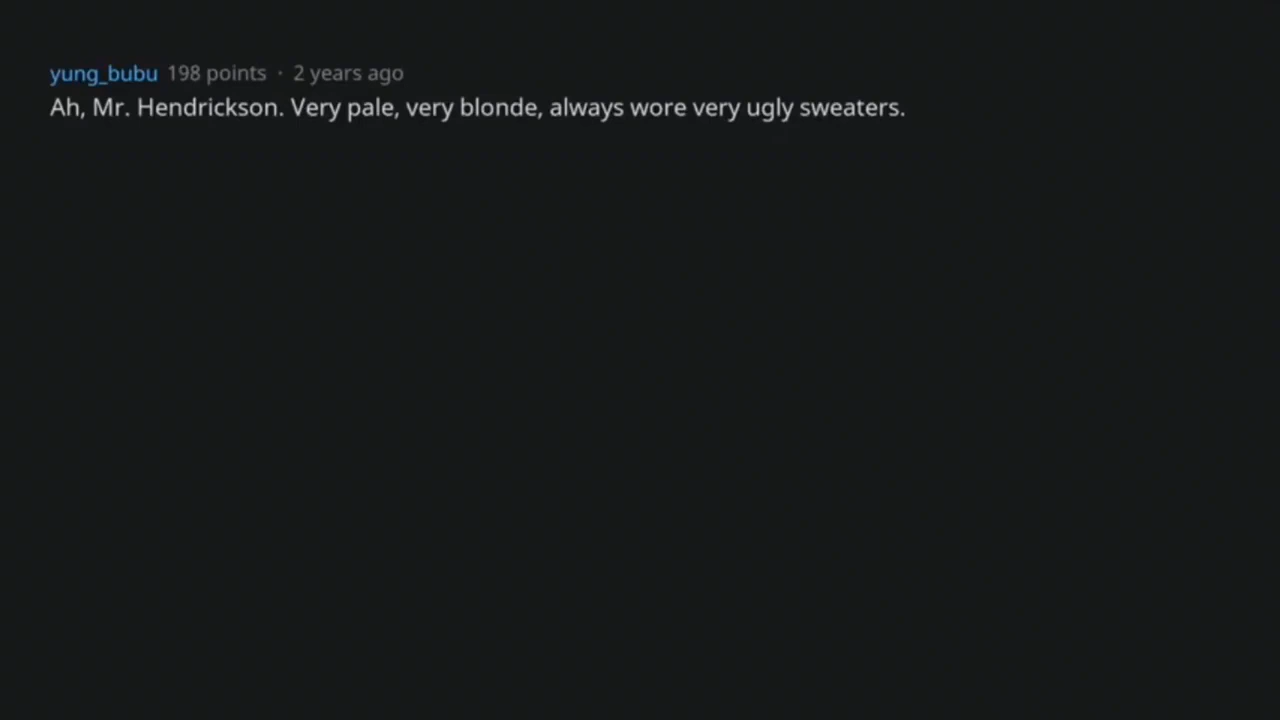 yung_bubu 198 points · 2 years ago
Ah, Mr. Hendrickson. Very pale, very blonde, always wore very ugly sweaters.